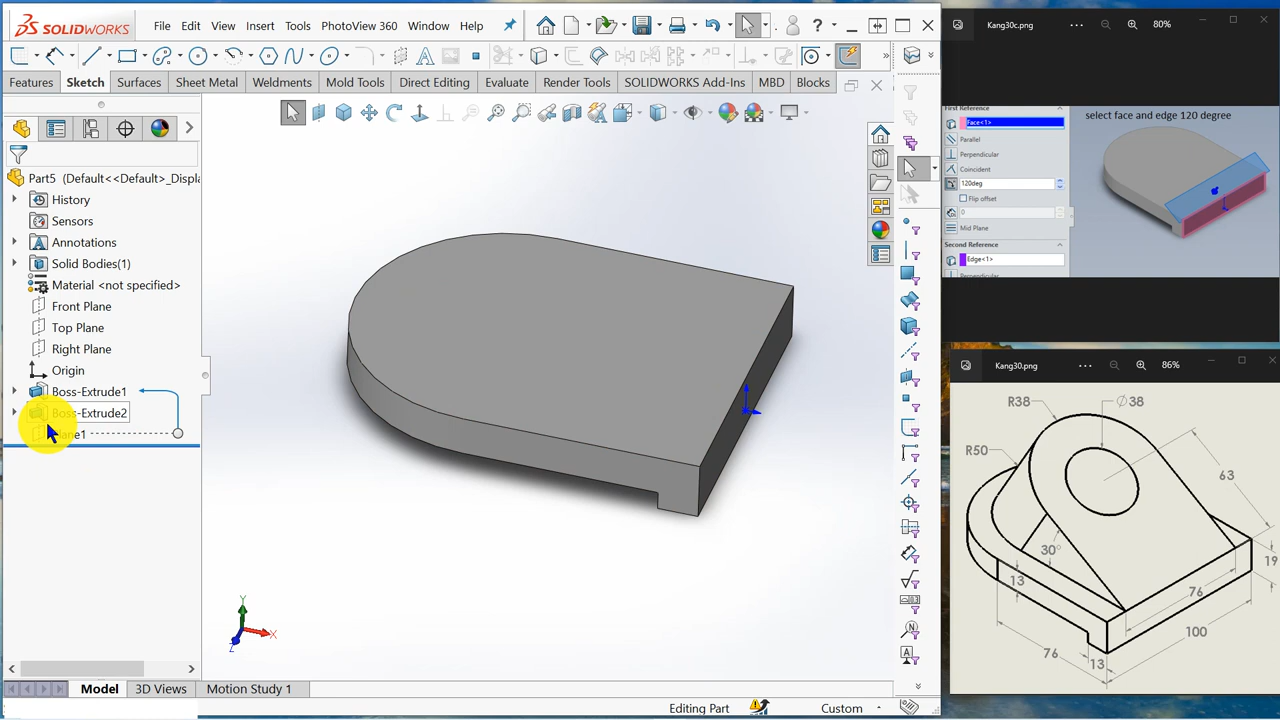 SOLIDWORKS
File
Edit
View
Insert
Tools
PhotoView 360
Window
Help
Features
Sketch
Surfaces
Sheet Metal
Weldments
Mold Tools
Direct Editing
Evaluate
Render Tools
SOLIDWORKS Add-Ins
MBD
Blocks
Part5 (Default<<Default>_Displa
History
Sensors
Annotations
Solid Bodies(1)
Material <not specified>
Front Plane
Top Plane
Right Plane
Origin
Boss-Extrude1
Boss-Extrude2
Y
X
Z
Model
3D Views
Motion Study 1
Editing Part
Custom
Kang30c.png
80%
First Reference
Face<1>
Parallel
Perpendicular
Coincident
120deg
Flip offset
0
Mid Plane
Second Reference
Edge<1>
select face and edge 120 degree
Kang30.png
86%
R38
Ø38
R50
63
30°
13
19
76
100
76
13